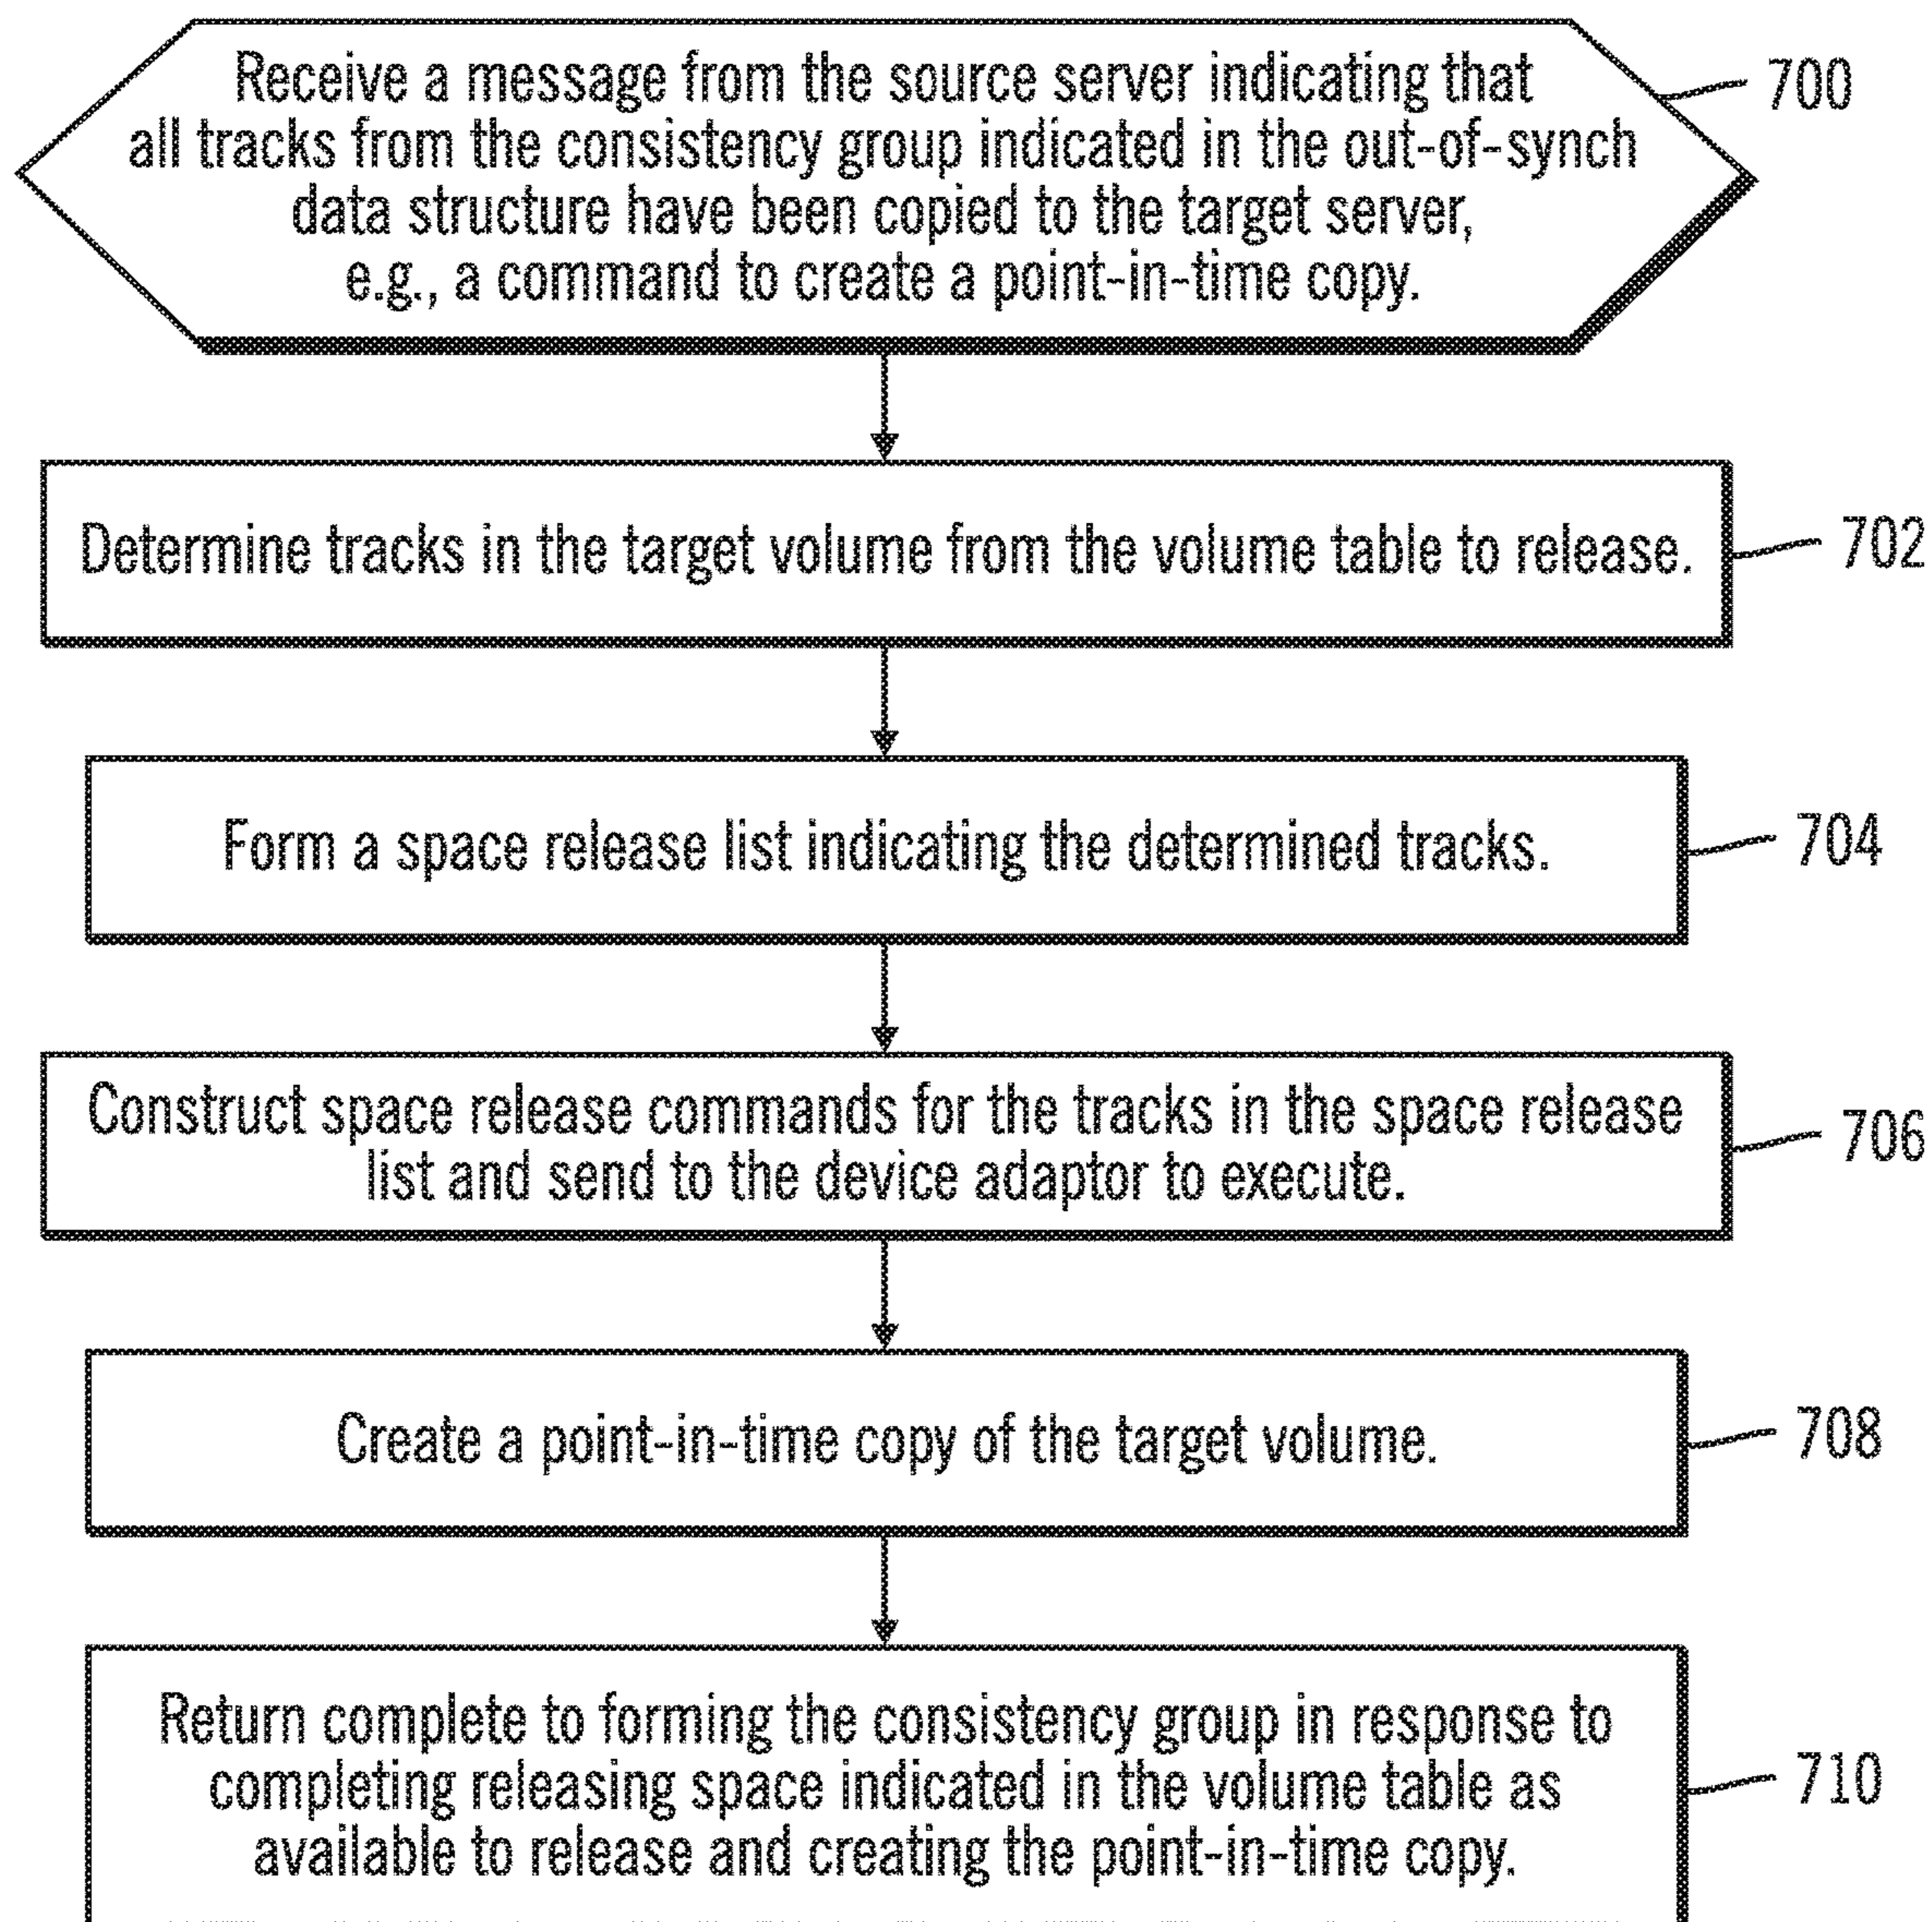 Receive a message from the source server indicating that
all tracks from the consistency group indicated in the out-of-synch
data structure have been copied to the target server,
e.g., a command to create a point-in-time copy.
700
Determine tracks in the target volume from the volume table to release.
702
Form a space release list indicating the determined tracks.
704
Construct space release commands for the tracks in the space release
list and send to the device adaptor to execute.
706
Create a point-in-time copy of the target volume.
708
Return complete to forming the consistency group in response to
completing releasing space indicated in the volume table as
available to release and creating the point-in-time copy.
710